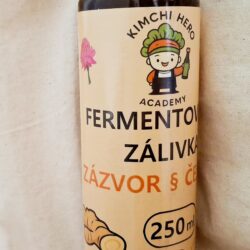 KIMCHI HERO
ACADEMY
FERMENTOV
ZÁLIVKA
ZÁZVOR § ČE
250 m